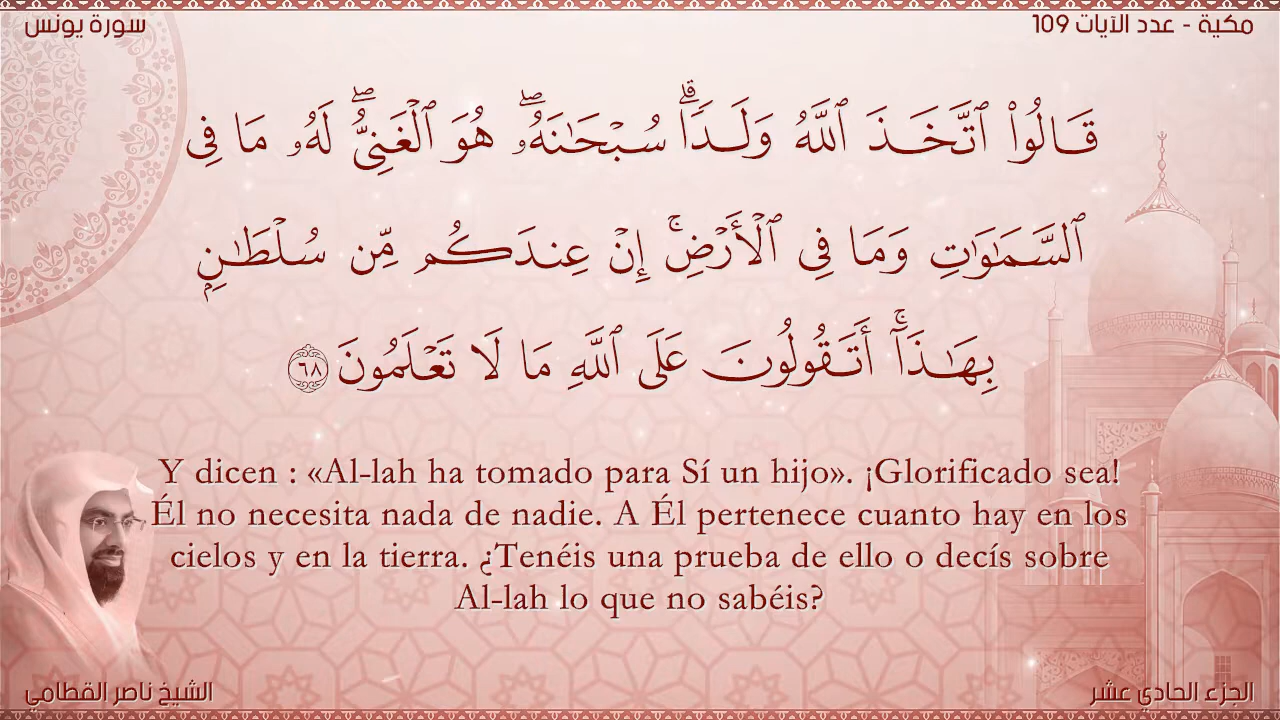 سورة يونس
مكية - عدد الآيات 109
قَالُوا۟ ٱتَّخَذَ ٱللَّهُ وَلَدًۭا ۗ سُبْحَـٰنَهُۥ ۖ هُوَ ٱلْغَنِىُّ ۖ لَهُۥ مَا فِى
ٱلسَّمَـٰوَٰتِ وَمَا فِى ٱلْأَرْضِ ۚ إِنْ عِندَكُم مِّن سُلْطَـٰنٍۭ
بِهَـٰذَآ ۚ أَتَقُولُونَ عَلَى ٱللَّهِ مَا لَا تَعْلَمُونَ ٦٨
Y dicen : «Al-lah ha tomado para Sí un hijo». ¡Glorificado sea!
Él no necesita nada de nadie. A Él pertenece cuanto hay en los
cielos y en la tierra. ¿Tenéis una prueba de ello o decís sobre
Al-lah lo que no sabéis?
الشيخ ناصر القطامي
الجزء الحادي عشر